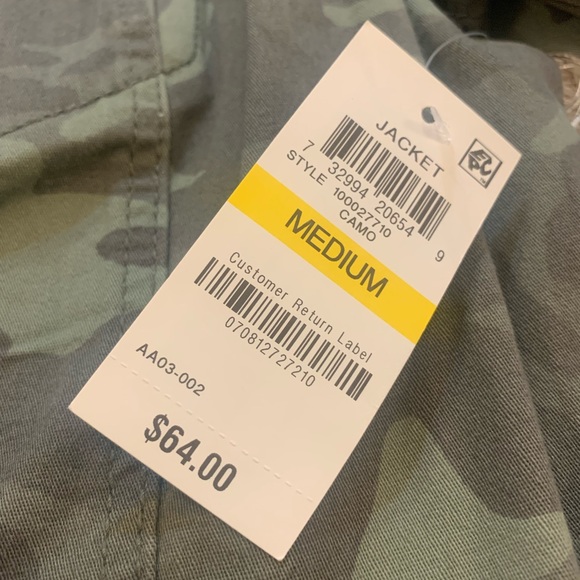 JACKET
7 32994 20654 9
STYLE 100027710
CAMO
MEDIUM
Customer Return Label
070812727210
AA03-002
$64.00